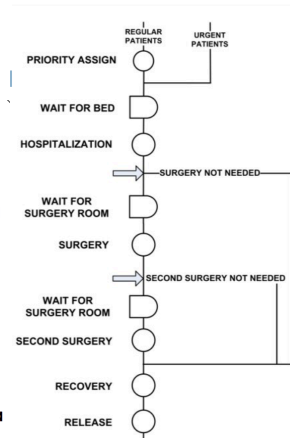 REGULAR
PATIENTS
URGENT
PATIENTS
PRIORITY ASSIGN
WAIT FOR BED
HOSPITALIZATION
SURGERY NOT NEEDED
WAIT FOR
SURGERY ROOM
SURGERY
SECOND SURGERY NOT NEEDED
WAIT FOR
SURGERY ROOM
SECOND SURGERY
RECOVERY
RELEASE